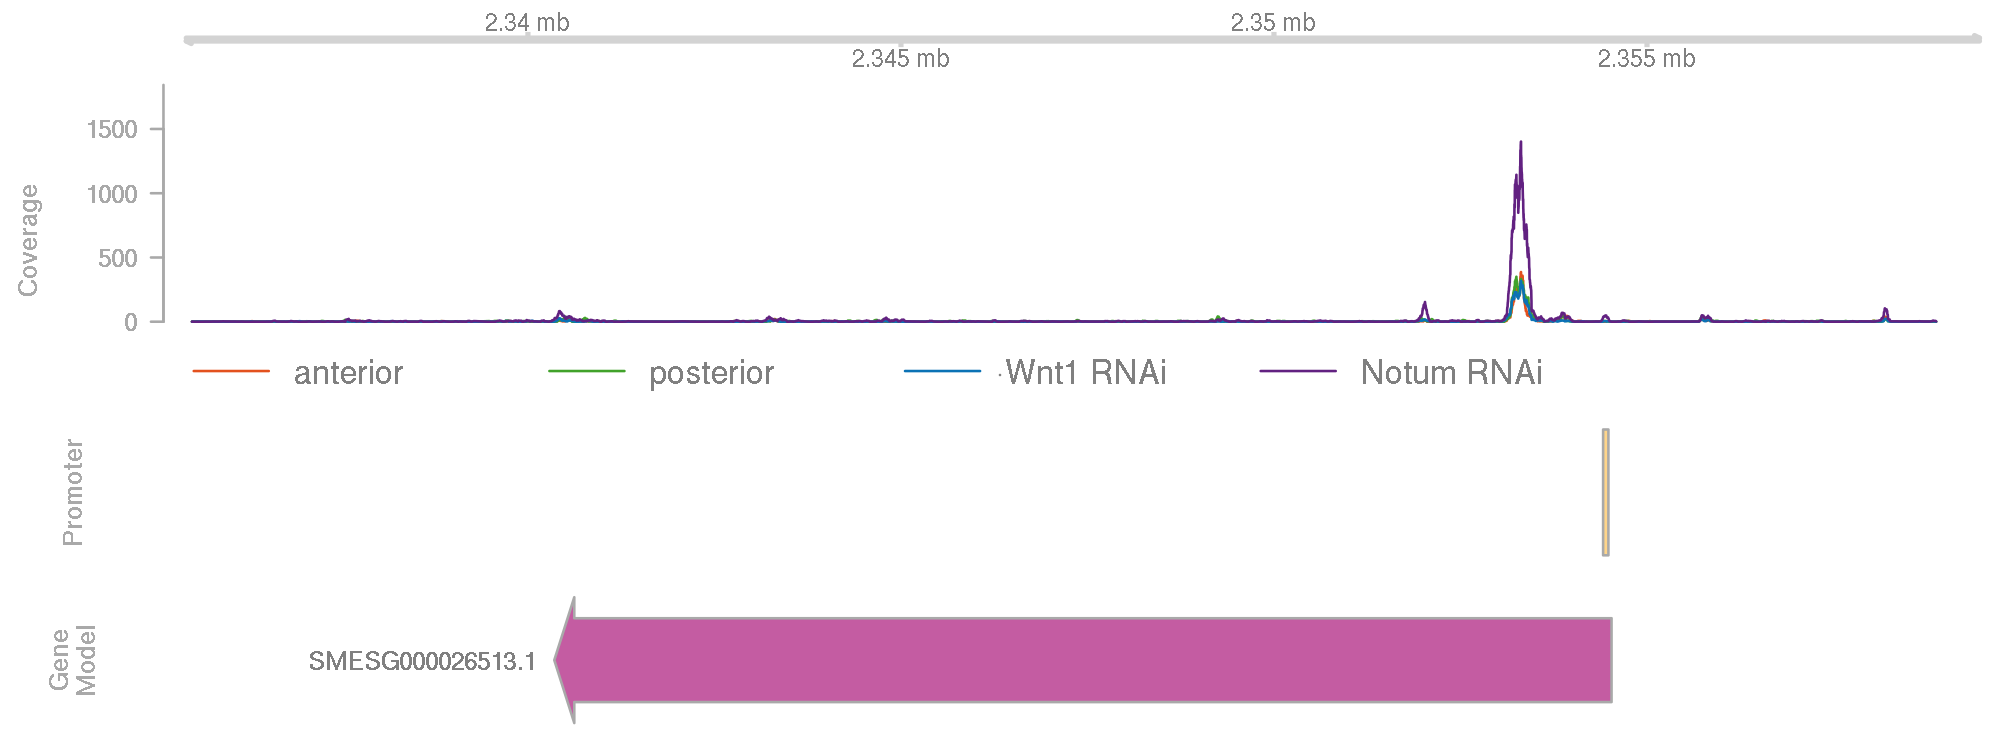 2.34 mb
2.35 mb
2.345 mb
2.355 mb
Coverage
1500
1000
500
0
anterior
posterior
Wnt1 RNAi
Notum RNAi
Promoter
Gene
Model
SMESG000026513.1